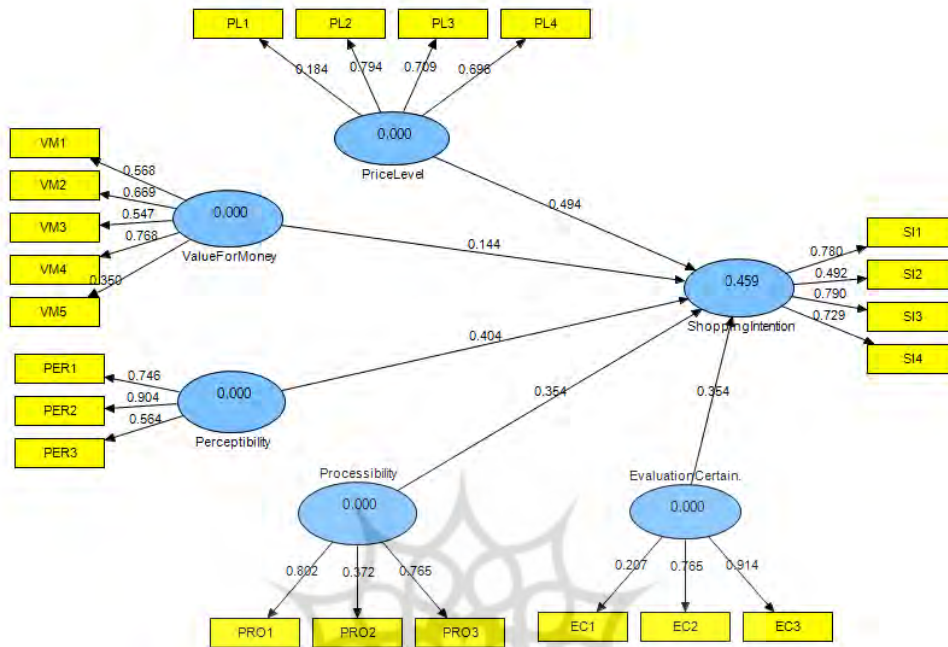 PL1 PL2 PL3 PL4
0.184 0.794 0.709 0.696
0.000
PriceLevel
VM1
VM2
VM3
VM4
VM5
0.568
0.669
0.547
0.768
0.350
0.000
ValueForMoney
0.494
0.144
0.459
ShoppingIntention
0.780
0.492
0.790
0.729
SI1
SI2
SI3
SI4
PER1
PER2
PER3
0.746
0.904
0.564
0.000
Perceptibility
0.404
0.354
0.354
Processibility
0.000
0.802 0.372 0.765
PRO1 PRO2 PRO3
EvaluationCertain.
0.000
0.207 0.765 0.914
EC1 EC2 EC3